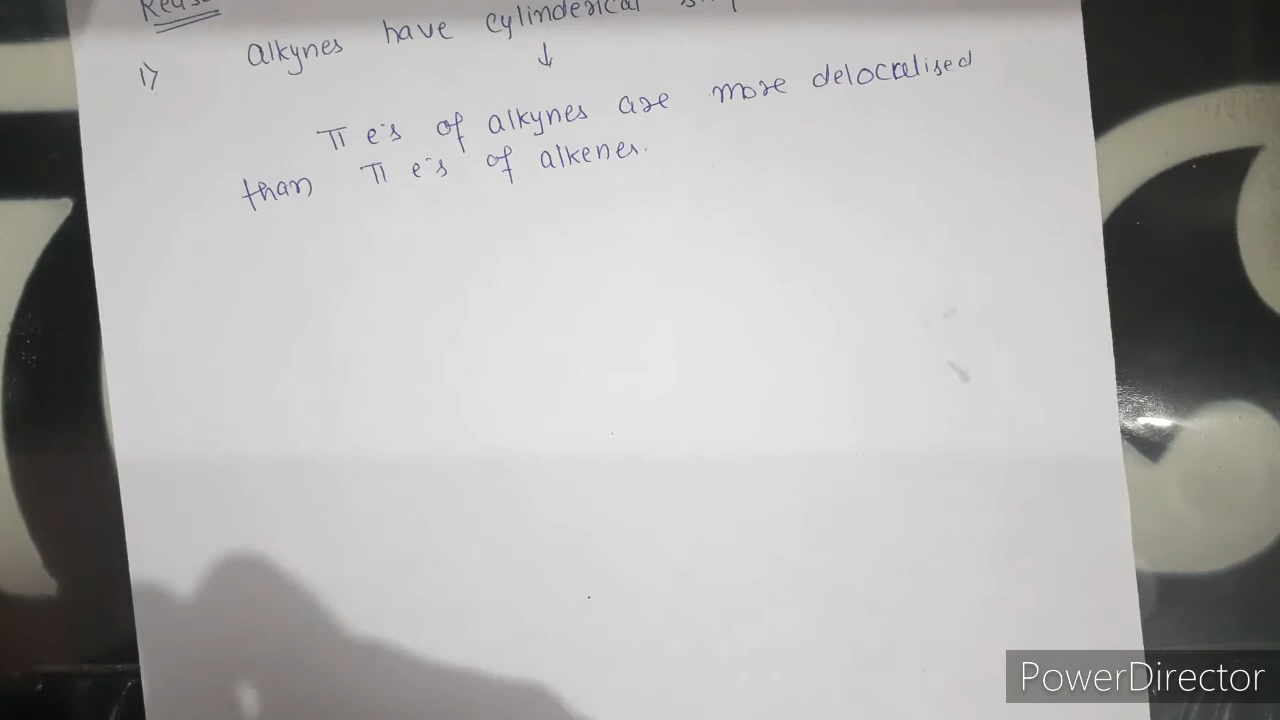 1) alkynes have cylinderical
↓
π e⁻s of alkynes are more delocalised
than π e⁻s of alkenes.
PowerDirector